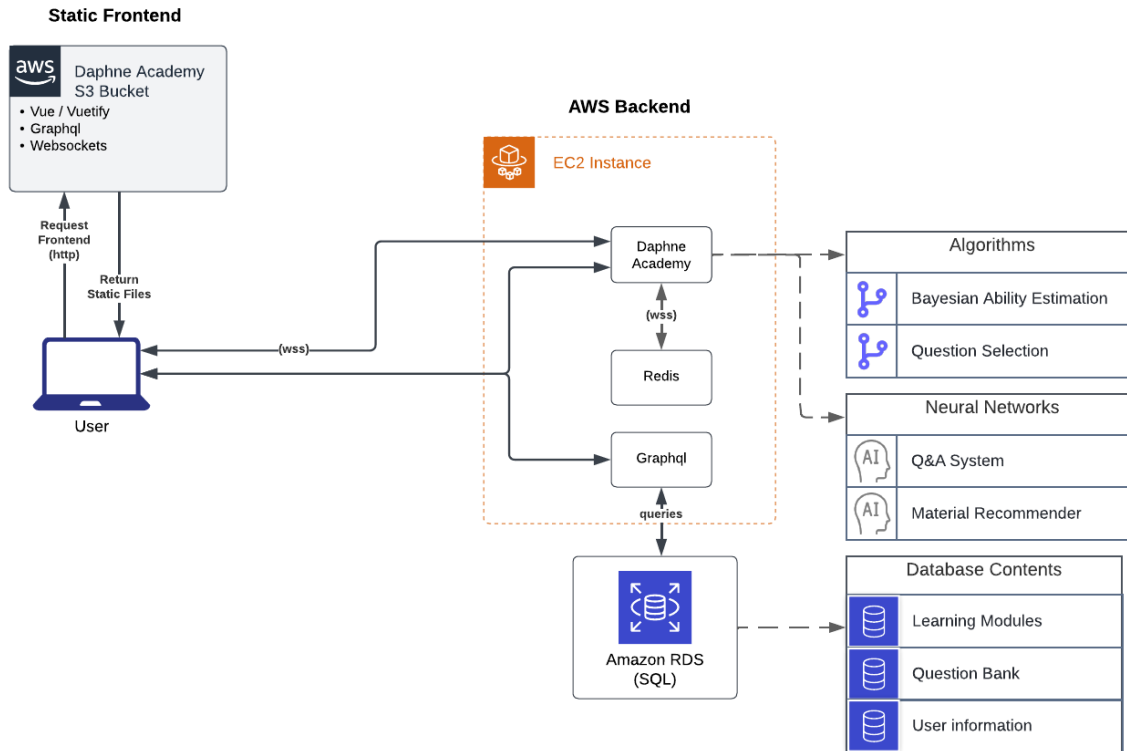 Static Frontend
aws
Daphne Academy
S3 Bucket
• Vue / Vuetify
• Graphql
• Websockets
Request
Frontend
(http)
Return
Static Files
User
(wss)
AWS Backend
EC2 Instance
Daphne
Academy
(wss)
Redis
Graphql
queries
Amazon RDS
(SQL)
Algorithms
Bayesian Ability Estimation
Question Selection
Neural Networks
AI
Q&A System
AI
Material Recommender
Database Contents
Learning Modules
Question Bank
User information